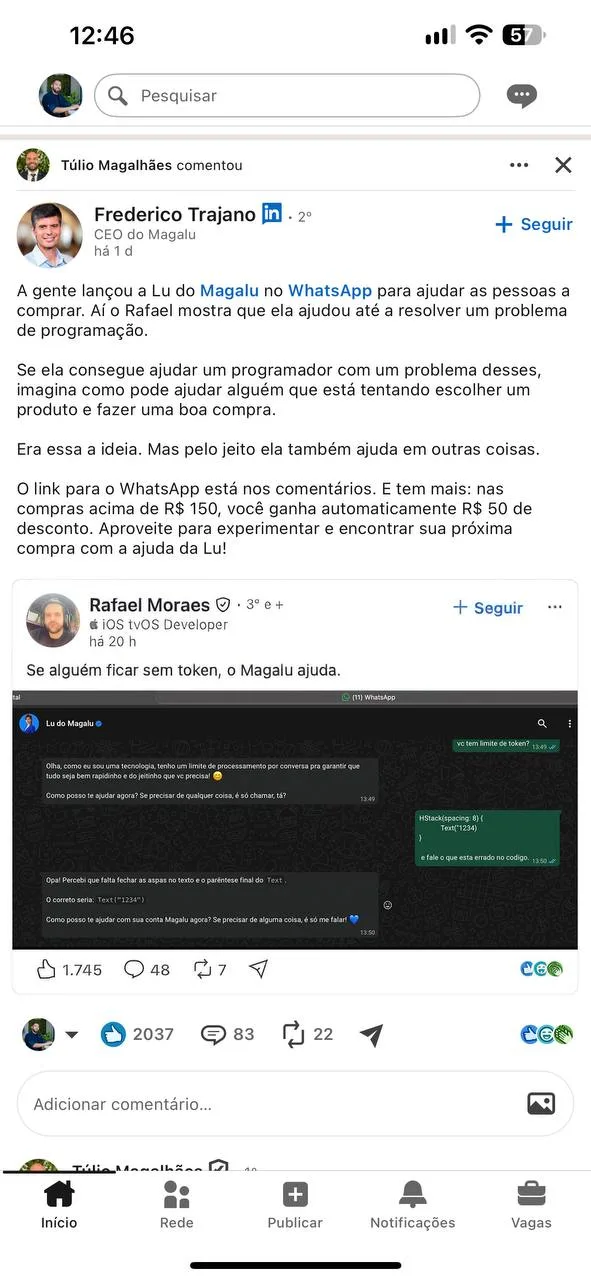 12:46
57
Pesquisar
Túlio Magalhães comentou
Frederico Trajano in · 2º
CEO do Magalu
há 1 d
+ Seguir
A gente lançou a Lu do Magalu no WhatsApp para ajudar as pessoas a
comprar. Aí o Rafael mostra que ela ajudou até a resolver um problema
de programação.
Se ela consegue ajudar um programador com um problema desses,
imagina como pode ajudar alguém que está tentando escolher um
produto e fazer uma boa compra.
Era essa a ideia. Mas pelo jeito ela também ajuda em outras coisas.
O link para o WhatsApp está nos comentários. E tem mais: nas
compras acima de R$ 150, você ganha automaticamente R$ 50 de
desconto. Aproveite para experimentar e encontrar sua próxima
compra com a ajuda da Lu!
Rafael Moraes · 3º e +
iOS tvOS Developer
há 20 h
+ Seguir
Se alguém ficar sem token, o Magalu ajuda.
tal
(11) WhatsApp
Lu do Magalu
vc tem limite de token? 13:49
Olha, como eu sou uma tecnologia, tenho um limite de processamento por conversa pra garantir que
tudo seja bem rapidinho e do jeitinho que vc precisa! 😄
Como posso te ajudar agora? Se precisar de qualquer coisa, é só chamar, tá?
13:49
HStack(spacing: 8) {
Text("1234)
}
e fale o que esta errado no codigo. 13:50
Opa! Percebi que falta fechar as aspas no texto e o parêntese final do Text.
O correto seria: Text("1234")
Como posso te ajudar com sua conta Magalu agora? Se precisar de alguma coisa, é só me falar! 💙
13:50
1.745 48 7
2037 83 22
Adicionar comentário...
Túlio Magalhães · 1º
Início
Rede
Publicar
Notificações
Vagas